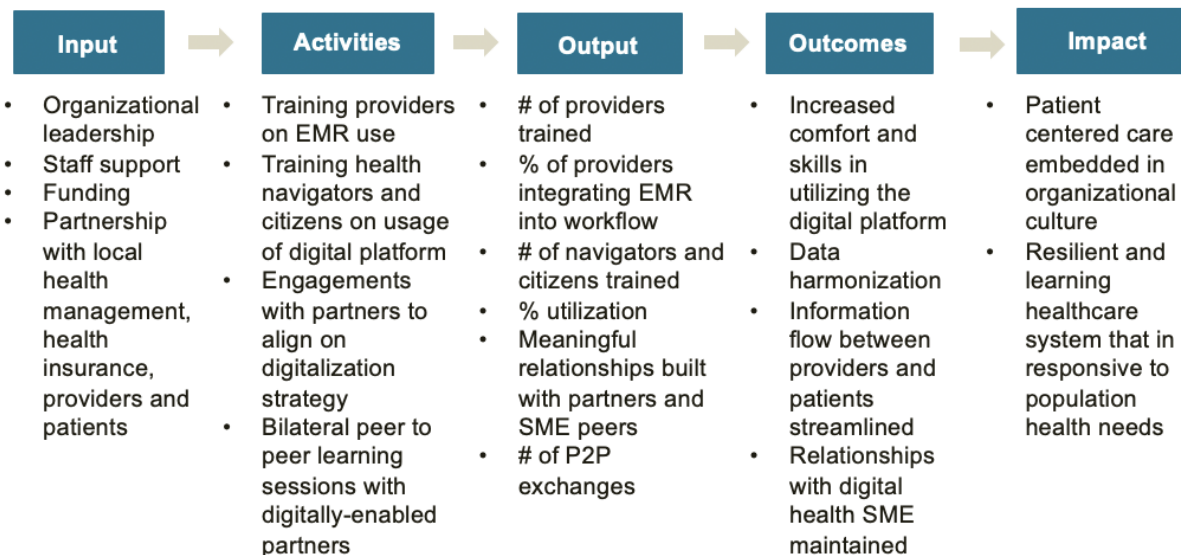 Input
Activities
Output
Outcomes
Impact
• Organizational
leadership
• Staff support
• Funding
• Partnership
with local
health
management,
health
insurance,
providers and
patients
• Training providers
on EMR use
• Training health
navigators and
citizens on usage
of digital platform
• Engagements
with partners to
align on
digitalization
strategy
• Bilateral peer to
peer learning
sessions with
digitally-enabled
partners
• # of providers
trained
• % of providers
integrating EMR
into workflow
• # of navigators and
citizens trained
• % utilization
• Meaningful
relationships built
with partners and
SME peers
• # of P2P
exchanges
• Increased
comfort and
skills in
utilizing the
digital platform
• Data
harmonization
• Information
flow between
providers and
patients
streamlined
• Relationships
with digital
health SME
maintained
• Patient
centered care
embedded in
organizational
culture
• Resilient and
learning
healthcare
system that in
responsive to
population
health needs